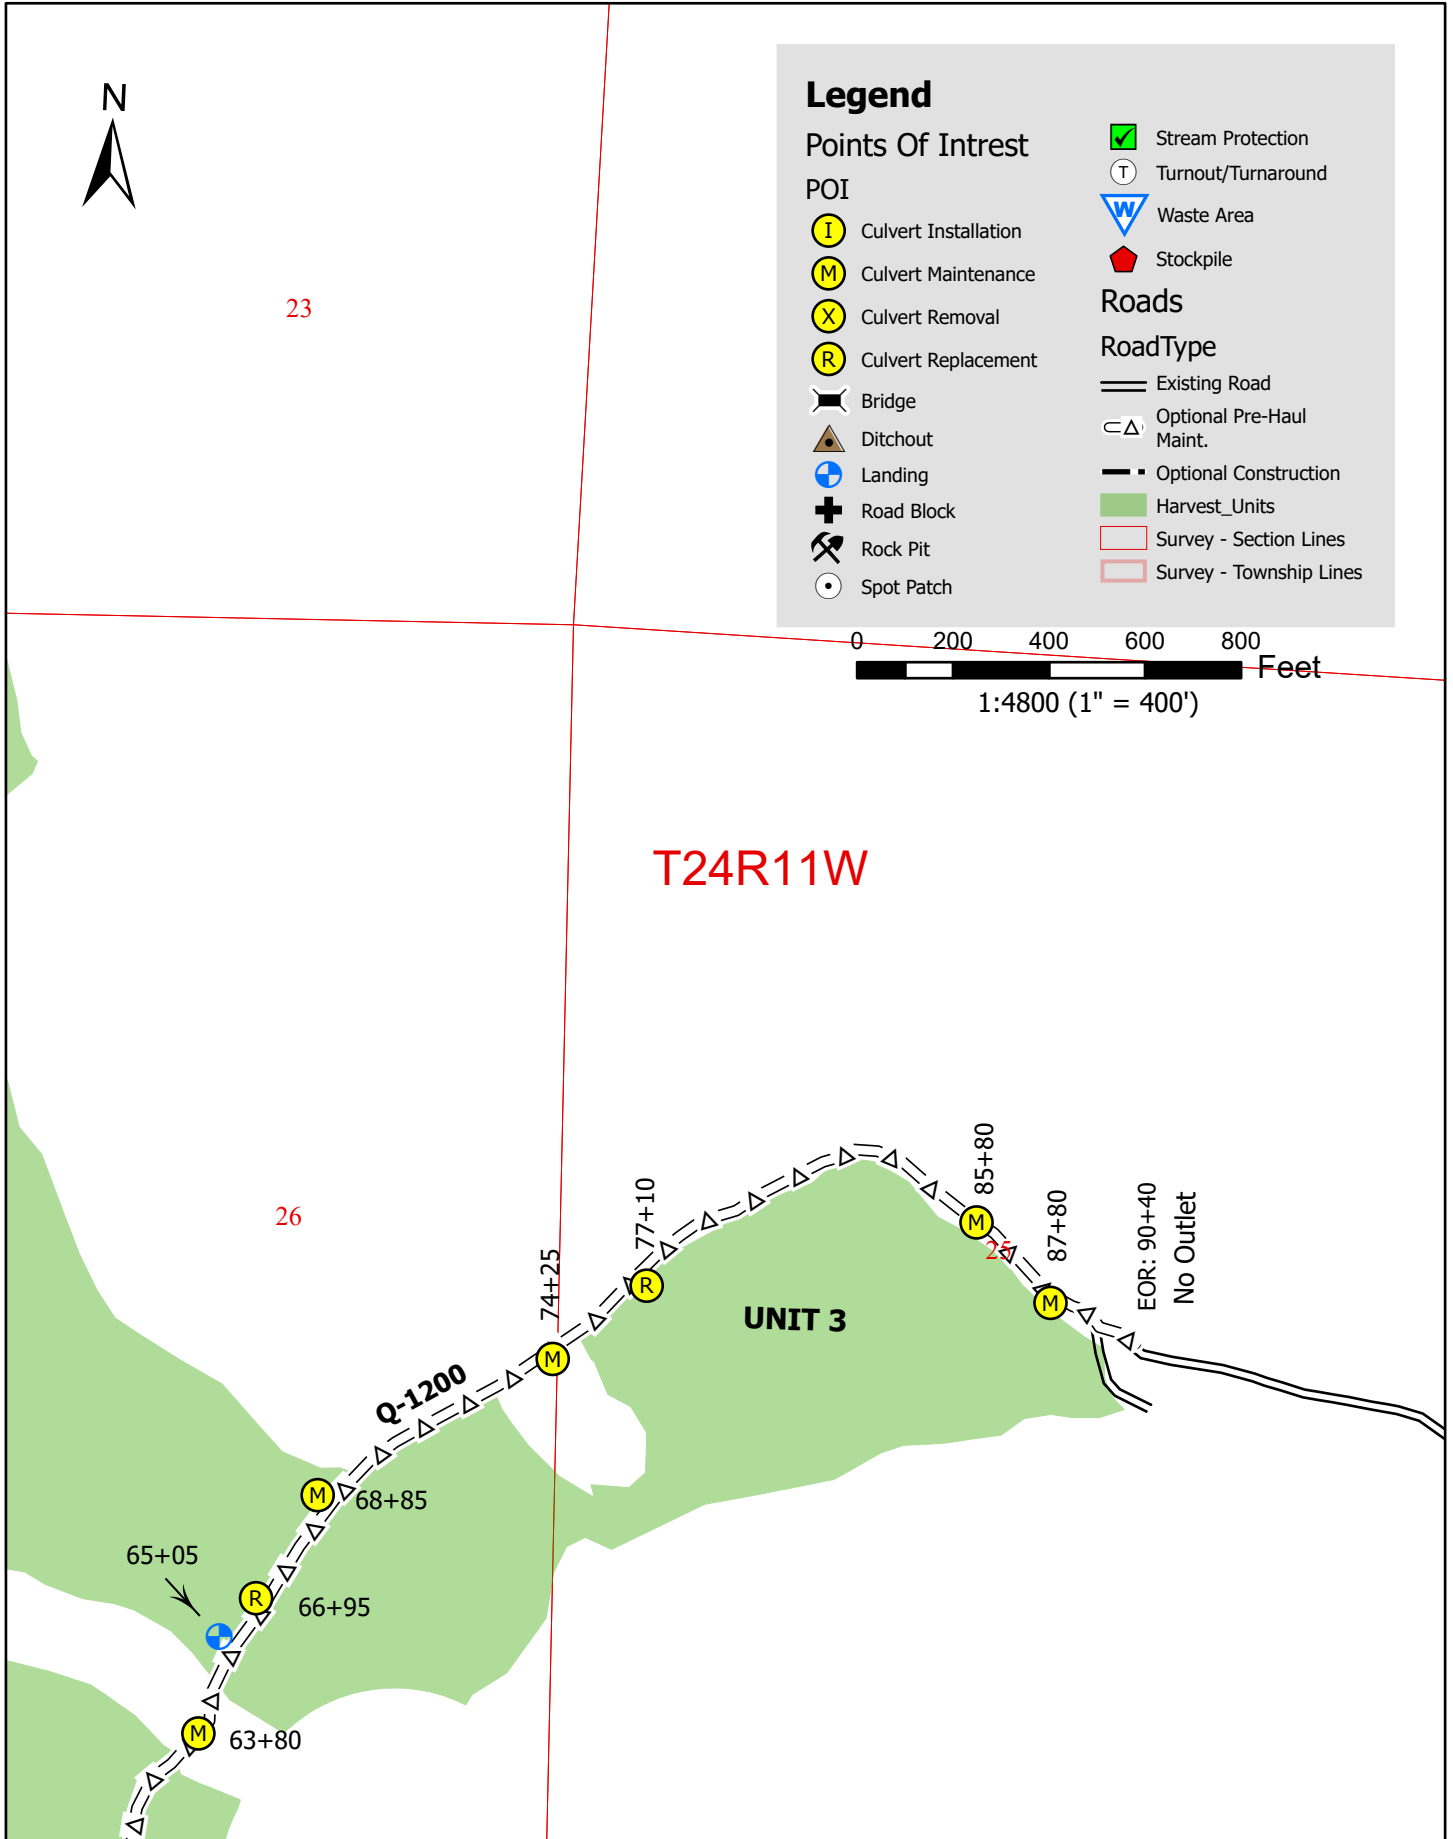 N
Legend
Points Of Intrest
POI
I Culvert Installation
M Culvert Maintenance
X Culvert Removal
R Culvert Replacement
Bridge
Ditchout
Landing
Road Block
Rock Pit
Spot Patch
Stream Protection
T Turnout/Turnaround
W Waste Area
Stockpile
Roads
RoadType
Existing Road
Optional Pre-Haul
Maint.
Optional Construction
Harvest_Units
Survey - Section Lines
Survey - Township Lines
0 200 400 600 800
Feet
1:4800 (1" = 400')
23
T24R11W
26
25
85+80
M
87+80
M
EOR: 90+40
No Outlet
77+10
R
74+25
M
UNIT 3
Q-1200
M
68+85
65+05
R
66+95
M
63+80